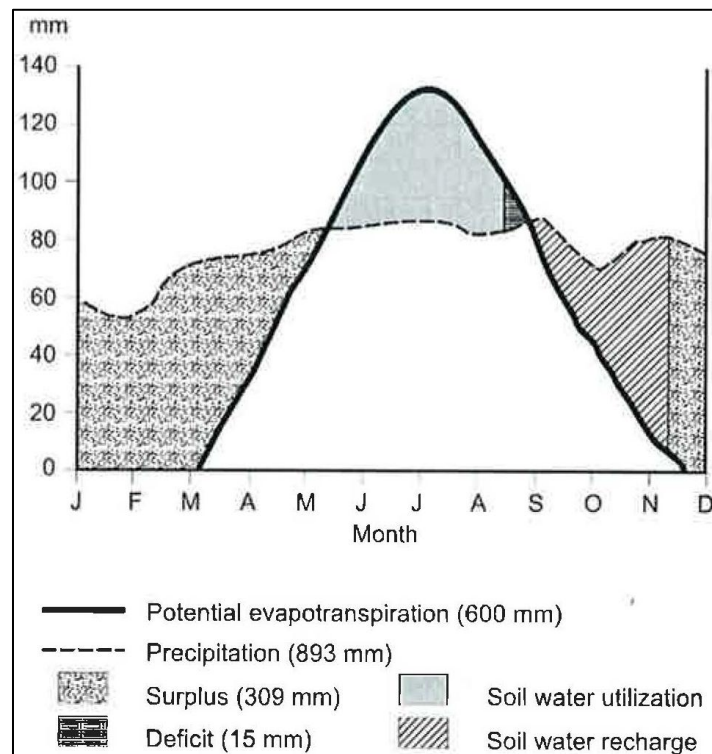 mm
140
120
100
80
60
40
20
0
J F M A M J J A S O N D
Month
Potential evapotranspiration (600 mm)
Precipitation (893 mm)
Surplus (309 mm) Soil water utilization
Deficit (15 mm) Soil water recharge